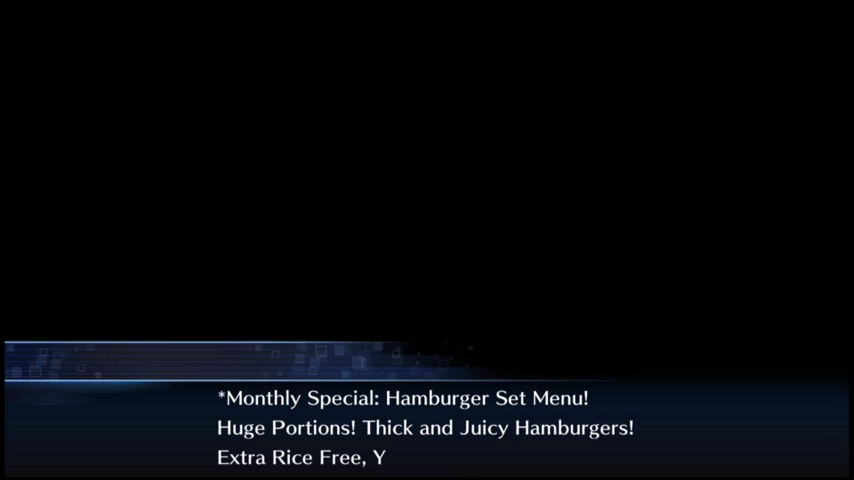 *Monthly Special: Hamburger Set Menu!
Huge Portions! Thick and Juicy Hamburgers!
Extra Rice Free, Y